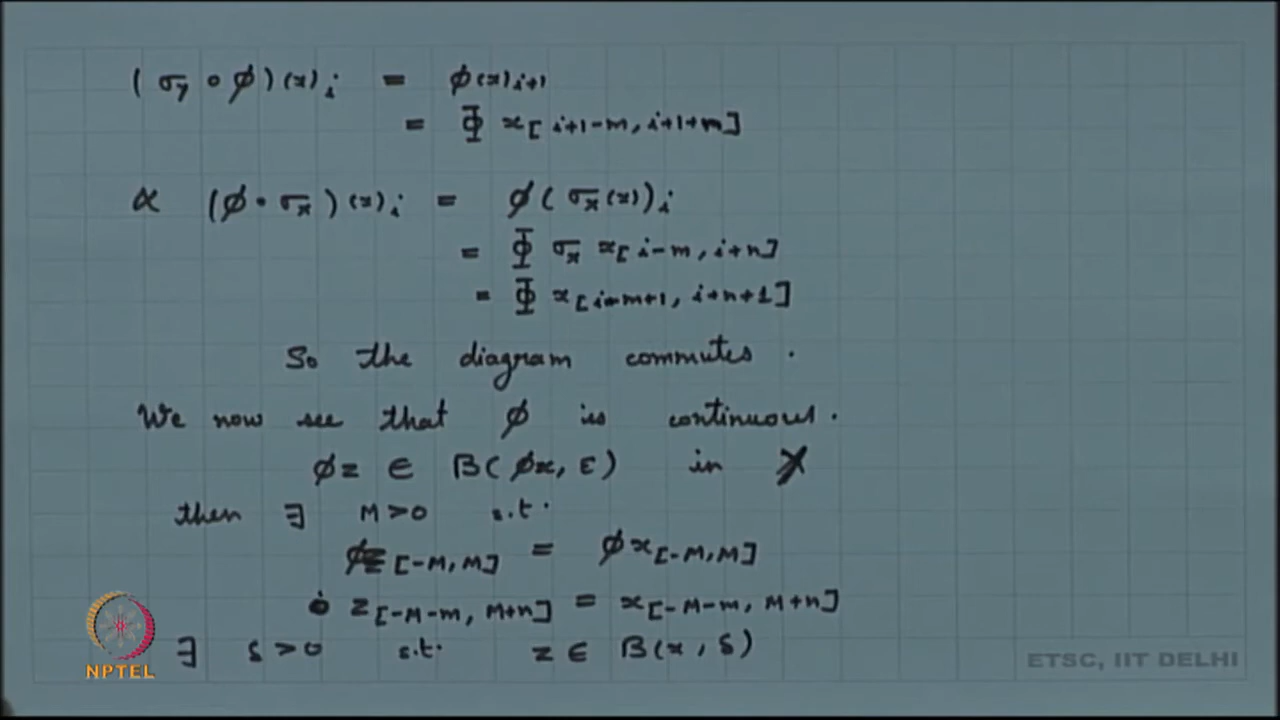 (σ_Y ∘ φ)(x)_i = φ(x)_{i+1}
= Φ x_{[i+1-m, i+1+m]}
& (φ ∘ σ_X)(x)_i = φ(σ_X(x))_i
= Φ σ_X x_{[i-m, i+n]}
= Φ x_{[i-m+1, i+n+1]}
So the diagram commutes.
We now see that φ is continuous.
φz ∈ B(φx, ε) in Y
then ∃ M>0 s.t.
φz_{[-M, M]} = φx_{[-M, M]}
z_{[-M-m, M+n]} = x_{[-M-m, M+n]}
∃ δ>0 s.t. z ∈ B(x, δ)
NPTEL
ETSC, IIT DELHI